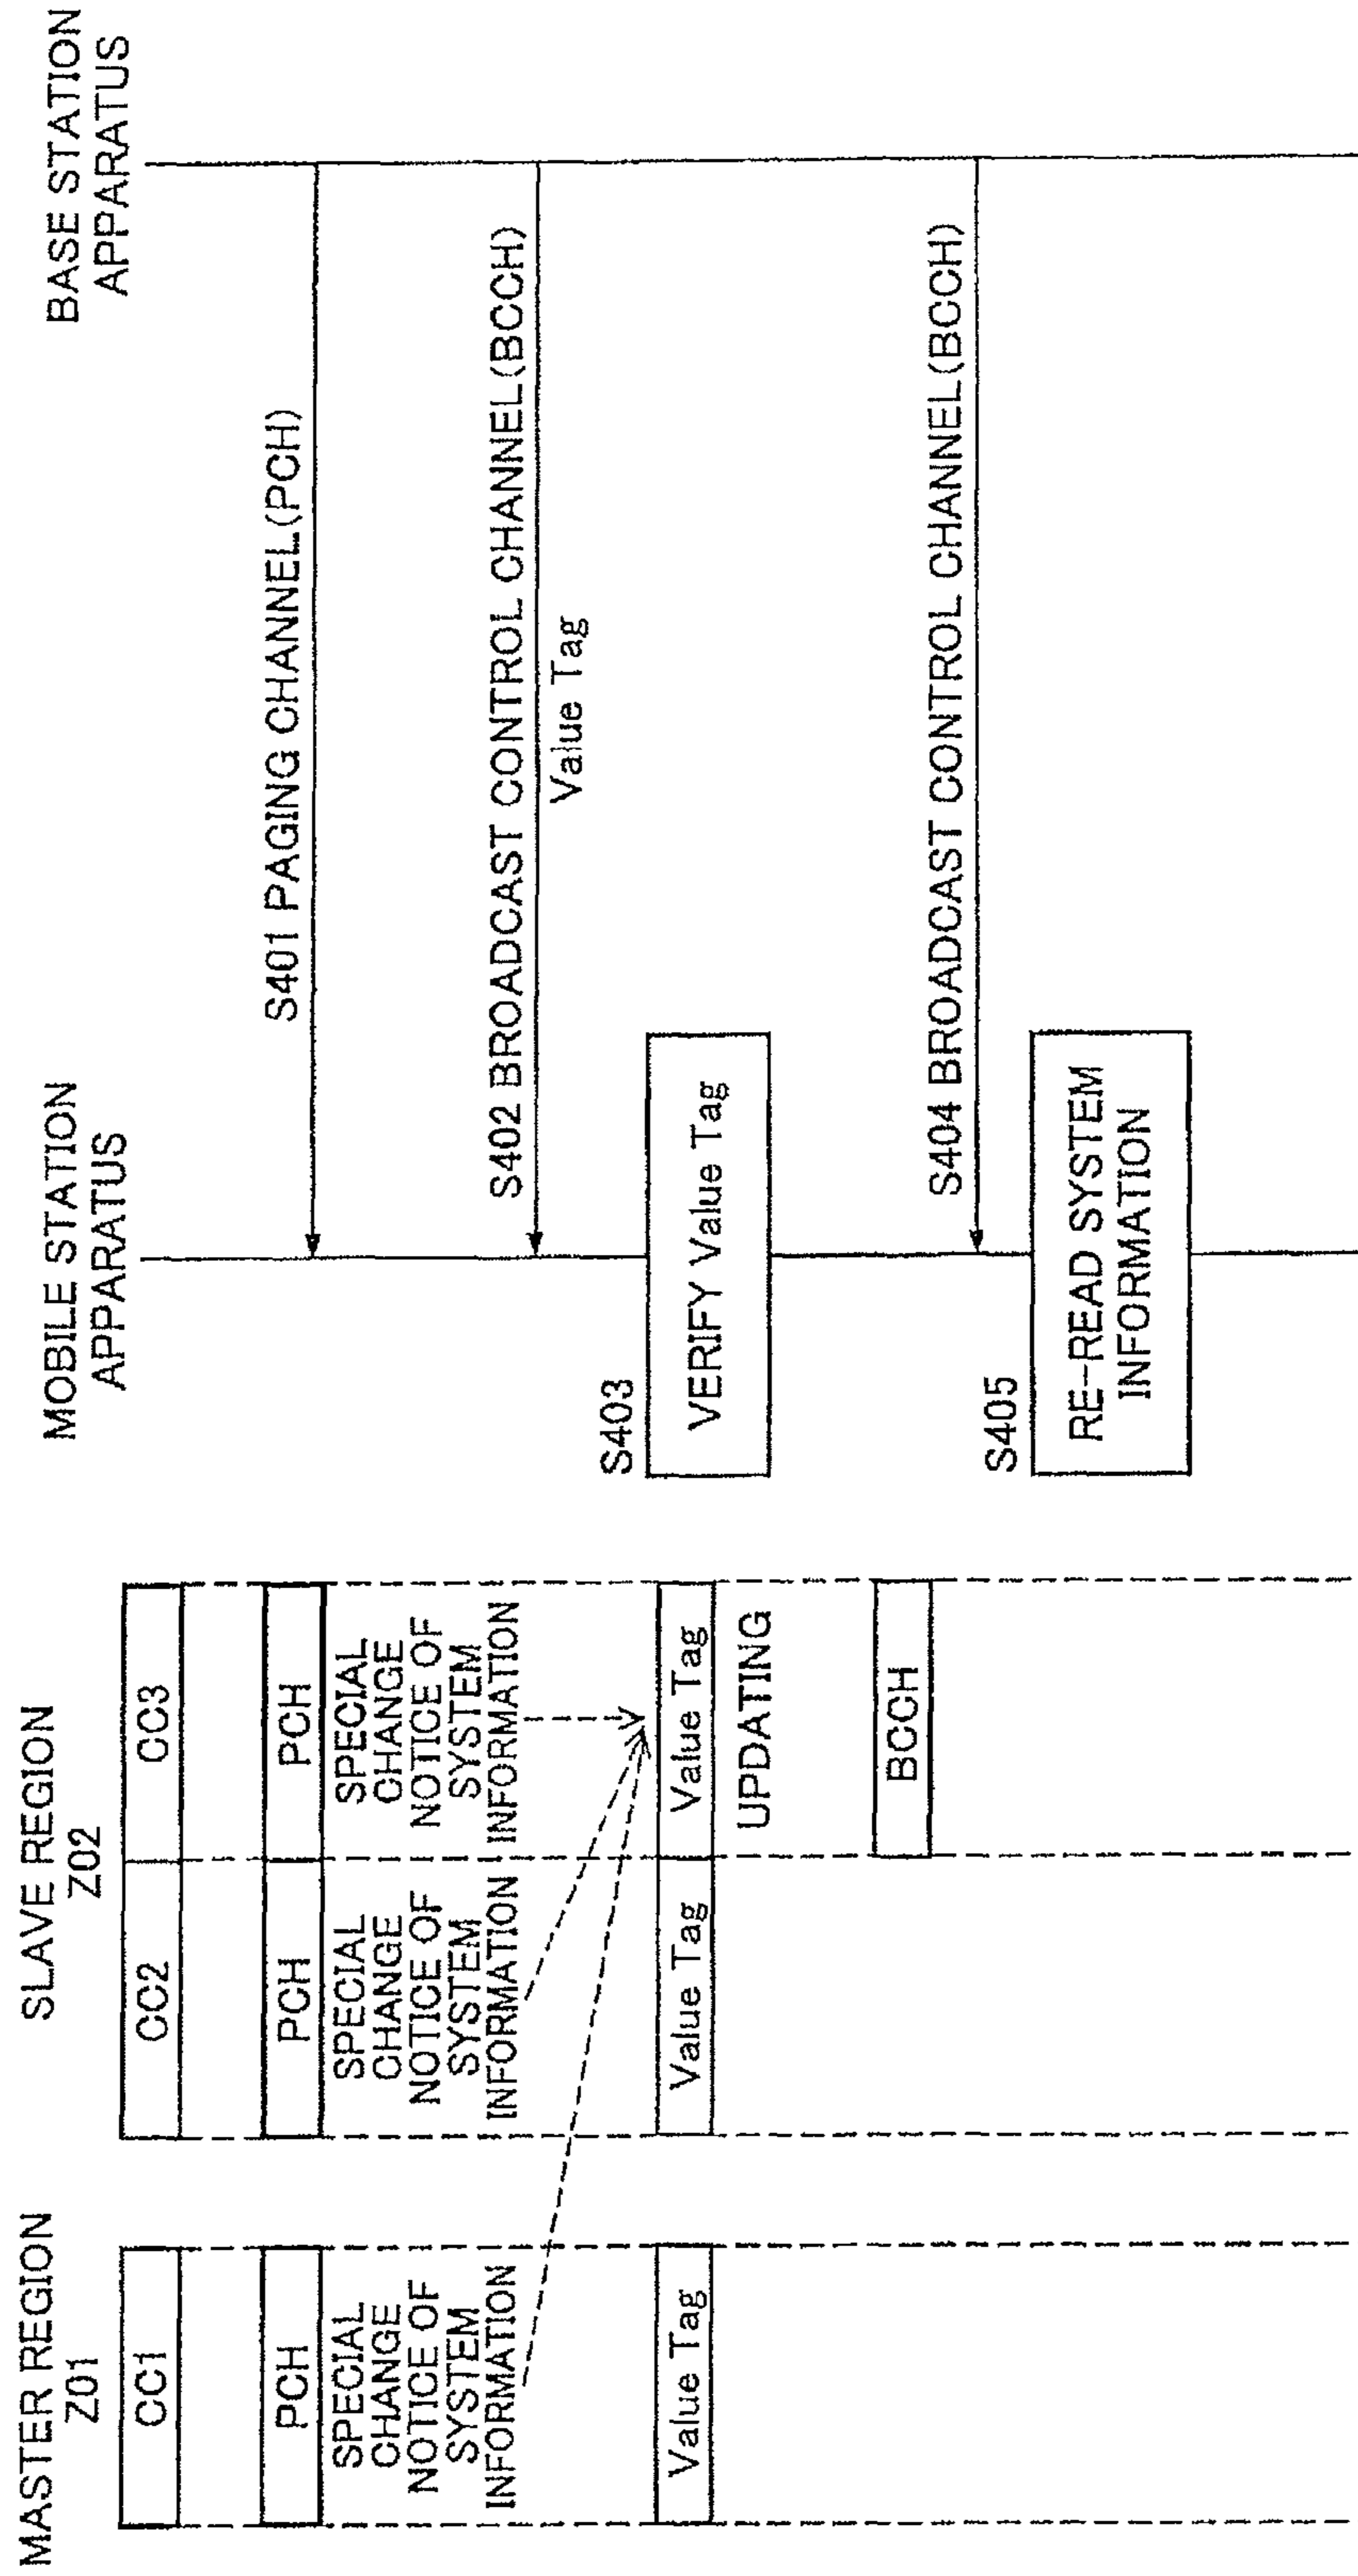 MASTER REGION
Z01
SLAVE REGION
Z02
MOBILE STATION
APPARATUS
BASE STATION
APPARATUS
CC1
CC2
CC3
PCH
PCH
PCH
SPECIAL
CHANGE
NOTICE OF
SYSTEM
INFORMATION
SPECIAL
CHANGE
NOTICE OF
SYSTEM
INFORMATION
SPECIAL
CHANGE
NOTICE OF
SYSTEM
INFORMATION
S401 PAGING CHANNEL(PCH)
S402 BROADCAST CONTROL CHANNEL(BCCH)
Value Tag
Value Tag
Value Tag
Value Tag
UPDATING
S403
VERIFY Value Tag
BCCH
S404 BROADCAST CONTROL CHANNEL(BCCH)
S405
RE-READ SYSTEM
INFORMATION